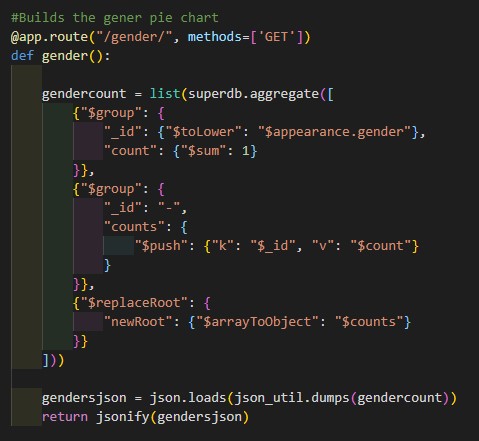 #Builds the gener pie chart
@app.route("/gender/", methods=['GET'])
def gender():
gendercount = list(superdb.aggregate([
{"$group": {
"_id": {"$toLower": "$appearance.gender"},
"count": {"$sum": 1}
}},
{"$group": {
"_id": "-",
"counts": {
"$push": {"k": "$_id", "v": "$count"}
}
}},
{"$replaceRoot": {
"newRoot": {"$arrayToObject": "$counts"}
}}
]))
gendersjson = json.loads(json_util.dumps(gendercount))
return jsonify(gendersjson)